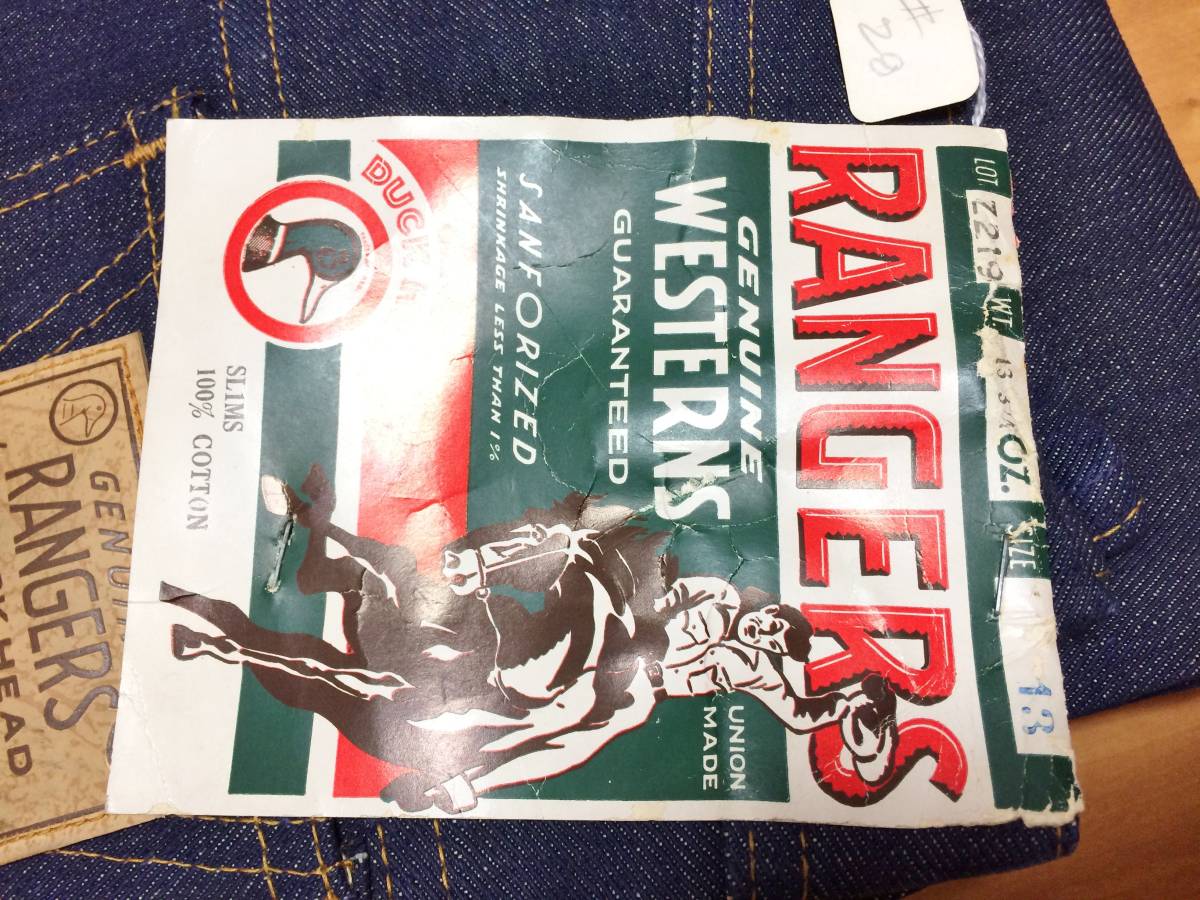 LOT 7219 WT. 13 3/4 OZ. SIZE 13
RANGERS
GENUINE
WESTERNS
GUARANTEED
UNION
MADE
SANFORIZED
SHRINKAGE LESS THAN 1%
DUCK
SLIMS
100% COTTON
# 28
GENUINE
RANGERS
HEAD